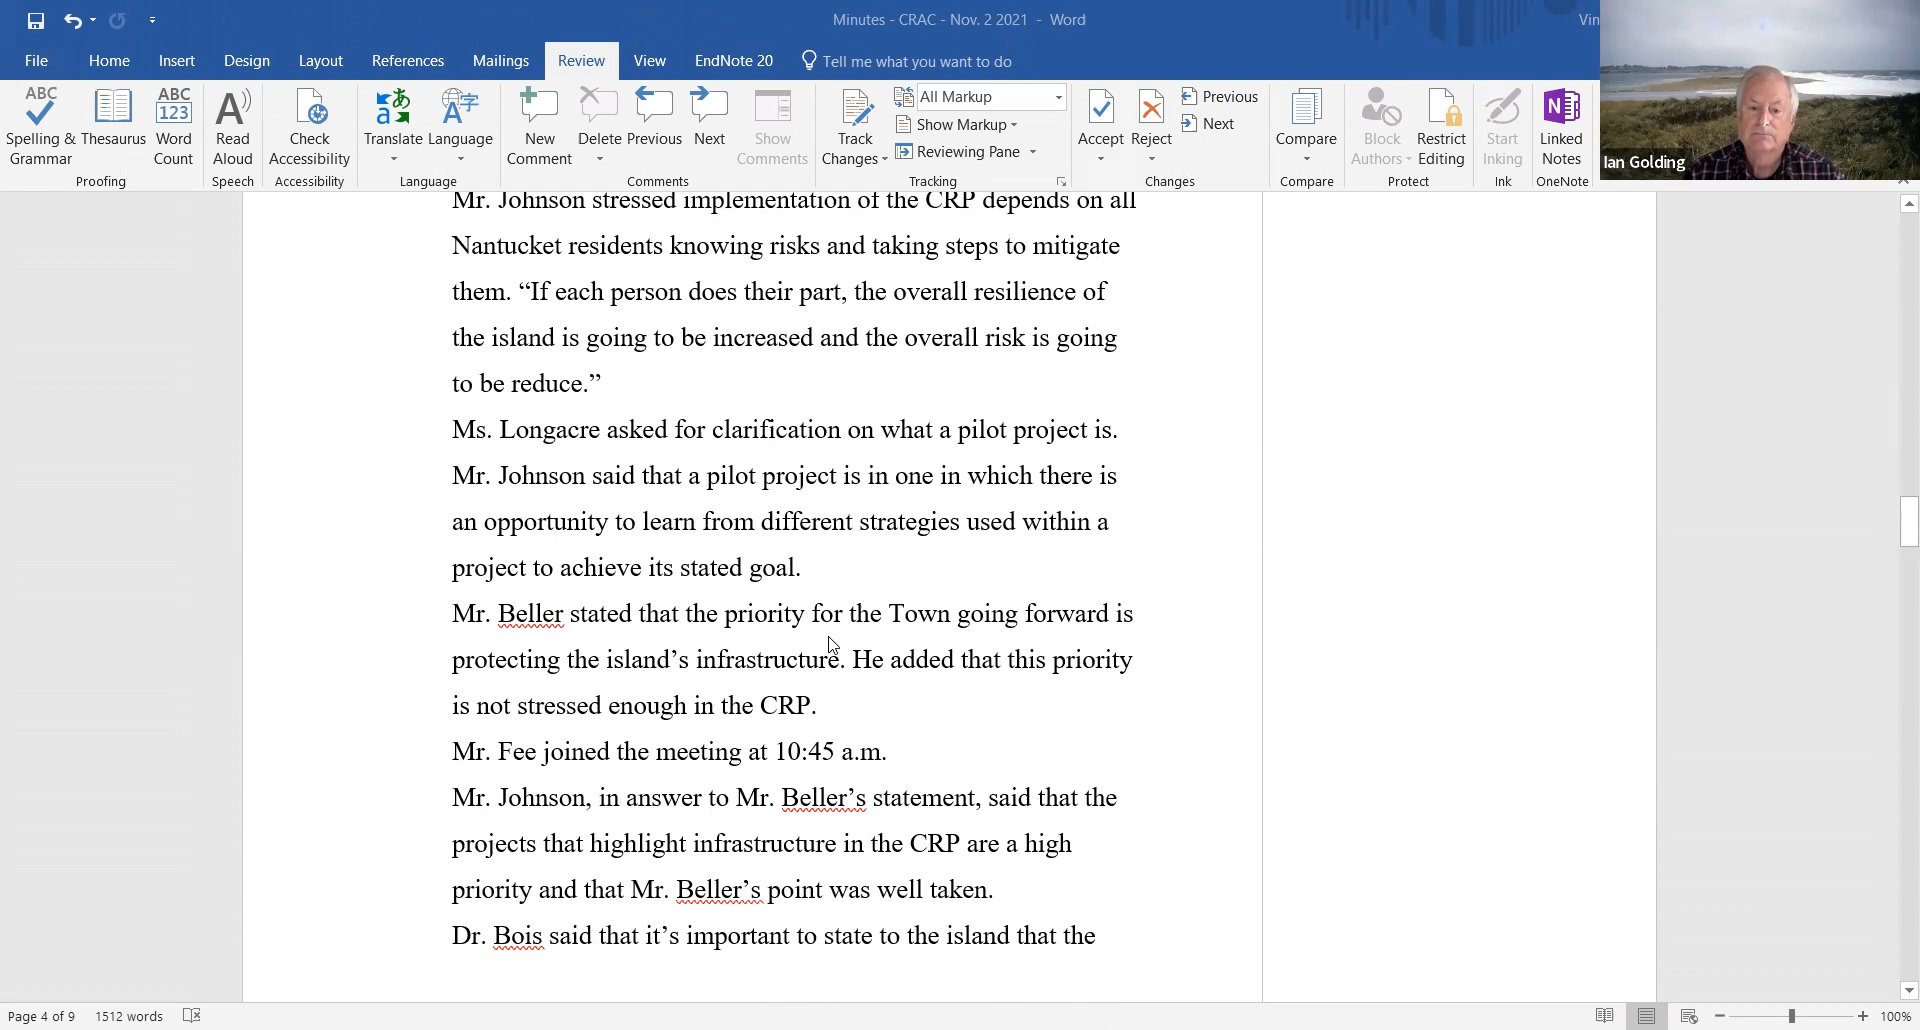 Minutes - CRAC - Nov. 2 2021 - Word
Vin
File Home Insert Design Layout References Mailings Review View EndNote 20 Tell me what you want to do
Spelling & Grammar
Thesaurus
Word Count
Proofing
Read Aloud
Speech
Check Accessibility
Accessibility
Translate
Language
Language
New Comment
Delete
Previous
Next
Show Comments
Comments
Track Changes
All Markup
Show Markup
Reviewing Pane
Tracking
Accept
Reject
Previous
Next
Changes
Compare
Compare
Block Authors
Restrict Editing
Protect
Start Inking
Ink
Linked Notes
OneNote
Ian Golding
Mr. Johnson stressed implementation of the CRP depends on all
Nantucket residents knowing risks and taking steps to mitigate
them. “If each person does their part, the overall resilience of
the island is going to be increased and the overall risk is going
to be reduce.”
Ms. Longacre asked for clarification on what a pilot project is.
Mr. Johnson said that a pilot project is in one in which there is
an opportunity to learn from different strategies used within a
project to achieve its stated goal.
Mr. Beller stated that the priority for the Town going forward is
protecting the island’s infrastructure. He added that this priority
is not stressed enough in the CRP.
Mr. Fee joined the meeting at 10:45 a.m.
Mr. Johnson, in answer to Mr. Beller’s statement, said that the
projects that highlight infrastructure in the CRP are a high
priority and that Mr. Beller’s point was well taken.
Dr. Bois said that it’s important to state to the island that the
Page 4 of 9 1512 words 100%